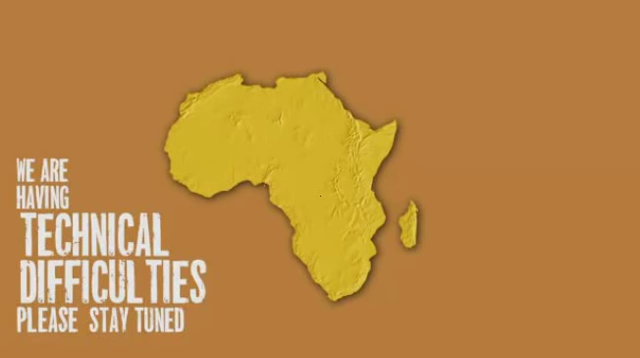 WE ARE
HAVING
TECHNICAL
DIFFICULTIES
PLEASE STAY TUNED